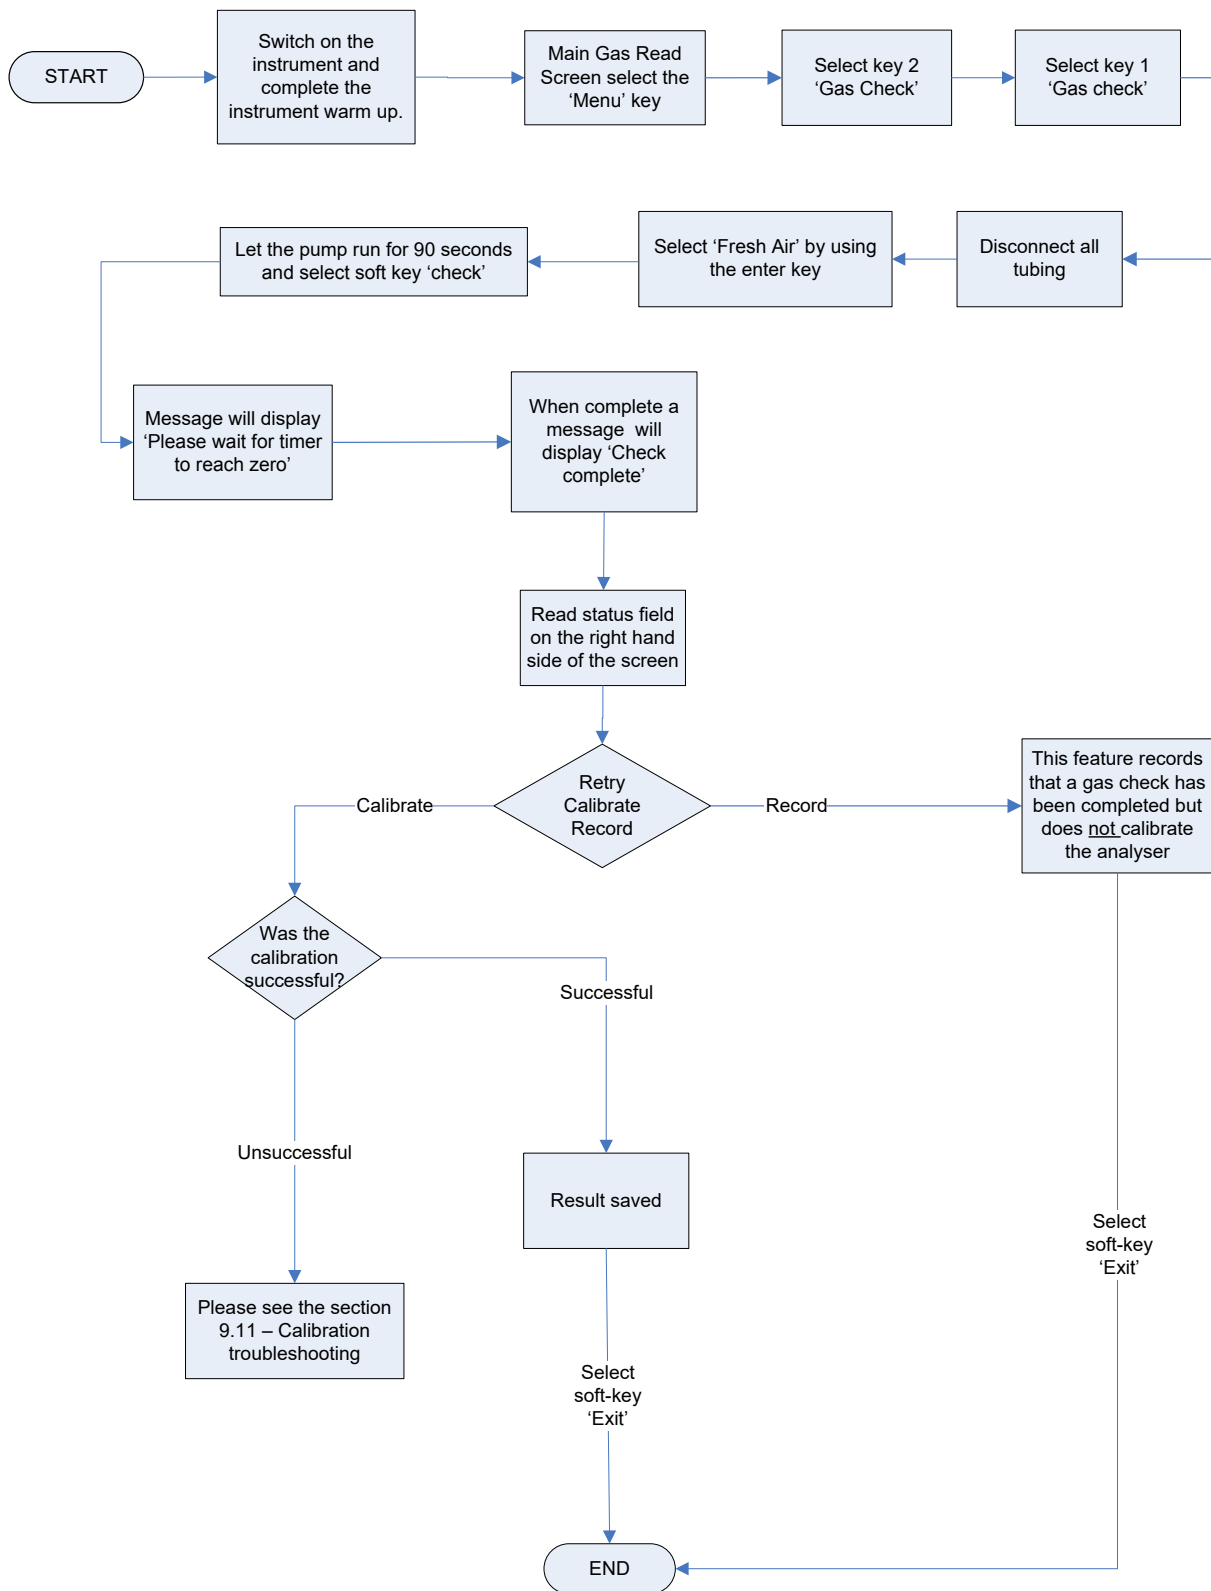 START
Switch on the
instrument and
complete the
instrument warm up.
Main Gas Read
Screen select the
‘Menu’ key
Select key 2
‘Gas Check’
Select key 1
‘Gas check’
Disconnect all
tubing
Select ‘Fresh Air’ by using
the enter key
Let the pump run for 90 seconds
and select soft key ‘check’
Message will display
‘Please wait for timer
to reach zero’
When complete a
message will
display ‘Check
complete’
Read status field
on the right hand
side of the screen
Retry
Calibrate
Record
Calibrate
Record
This feature records
that a gas check has
been completed but
does not calibrate
the analyser
Was the
calibration
successful?
Successful
Unsuccessful
Result saved
Please see the section
9.11 – Calibration
troubleshooting
Select
soft-key
‘Exit’
Select
soft-key
‘Exit’
END